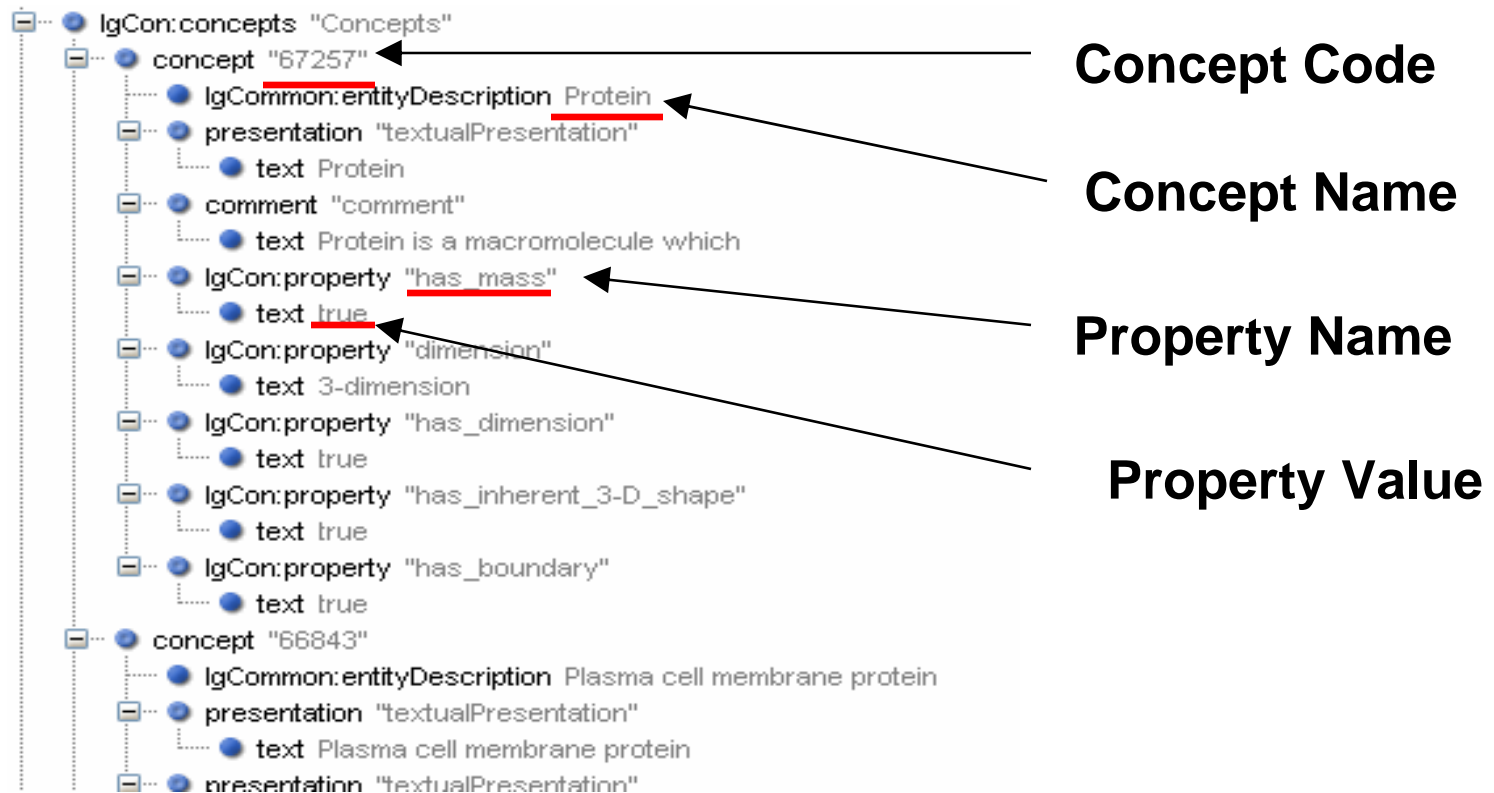 lgCon:concepts "Concepts"
concept "67257"
Concept Code
lgCommon:entityDescription Protein
presentation "textualPresentation"
text Protein
Concept Name
comment "comment"
text Protein is a macromolecule which
lgCon:property "has_mass"
text true
Property Name
lgCon:property "dimension"
text 3-dimension
lgCon:property "has_dimension"
text true
Property Value
lgCon:property "has_inherent_3-D_shape"
text true
lgCon:property "has_boundary"
text true
concept "66843"
lgCommon:entityDescription Plasma cell membrane protein
presentation "textualPresentation"
text Plasma cell membrane protein
presentation "textualPresentation"